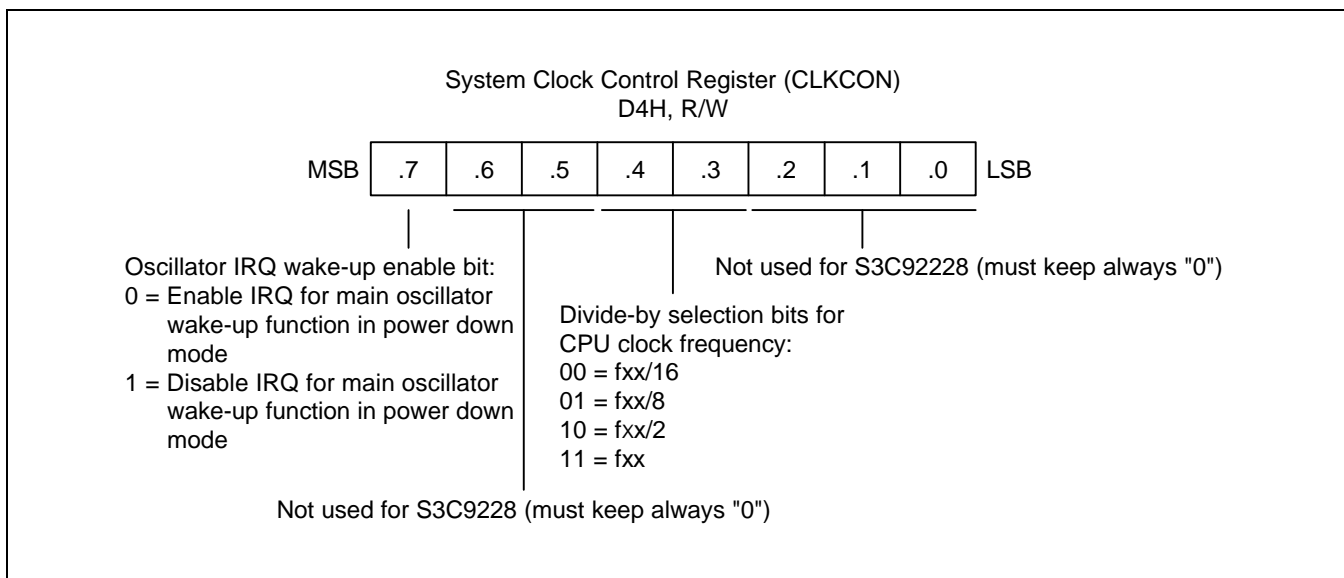 System Clock Control Register (CLKCON)
D4H, R/W
MSB .7 .6 .5 .4 .3 .2 .1 .0 LSB
Oscillator IRQ wake-up enable bit:
0 = Enable IRQ for main oscillator
wake-up function in power down
mode
1 = Disable IRQ for main oscillator
wake-up function in power down
mode
Not used for S3C92228 (must keep always "0")
Divide-by selection bits for
CPU clock frequency:
00 = fxx/16
01 = fxx/8
10 = fxx/2
11 = fxx
Not used for S3C9228 (must keep always "0")